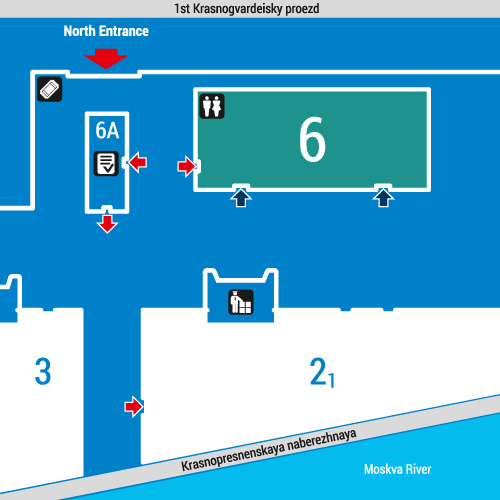 1st Krasnogvardeisky proezd
North Entrance
6A
6
3
21
Krasnopresnenskaya naberezhnaya
Moskva River